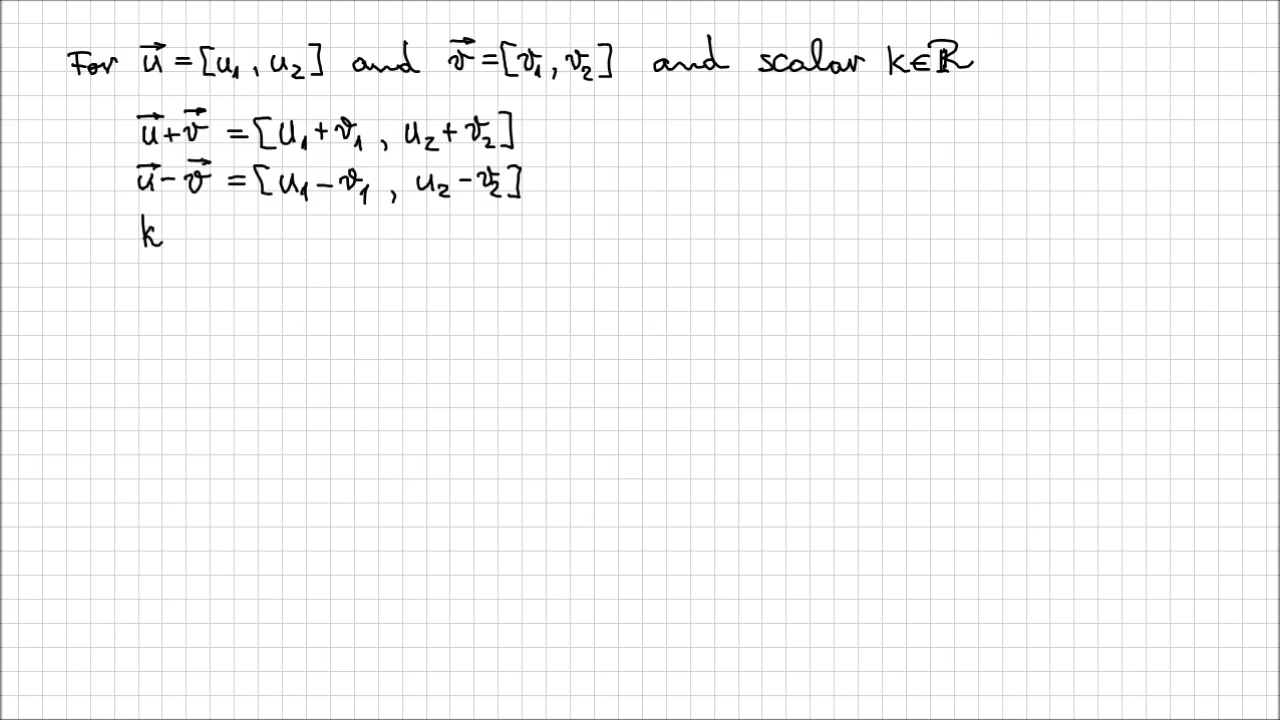 For u⃗ = [u₁, u₂] and v⃗ = [v₁, v₂] and scalar k∈ℝ
u⃗ + v⃗ = [u₁ + v₁, u₂ + v₂]
u⃗ − v⃗ = [u₁ − v₁, u₂ − v₂]
k